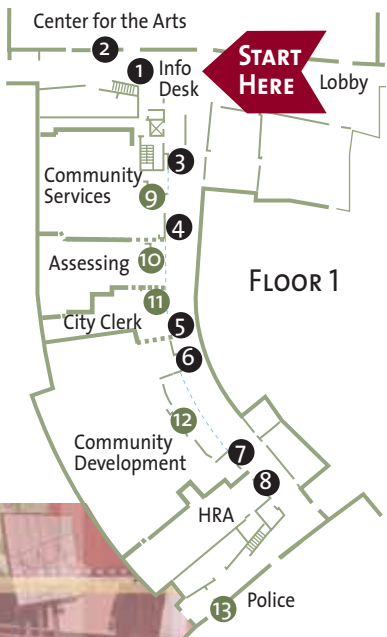 Center for the Arts
2
1
Info
Desk
START
HERE
Lobby
3
Community
Services
9
4
Assessing
10
FLOOR 1
11
City Clerk
5
6
12
Community
Development
7
8
HRA
13
Police